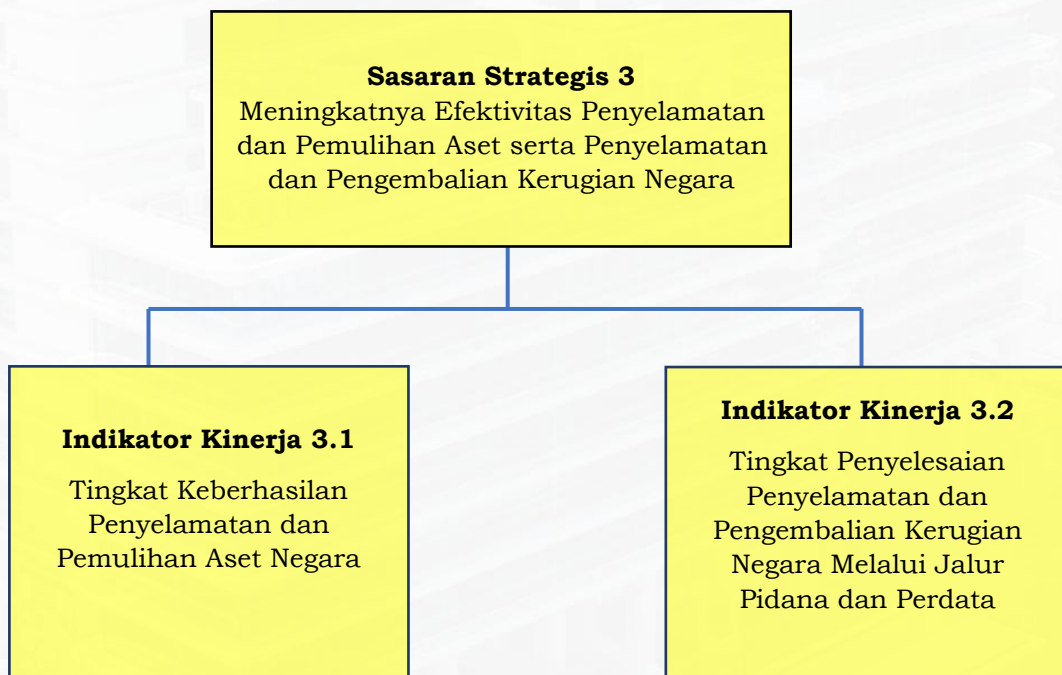 Sasaran Strategis 3
Meningkatnya Efektivitas Penyelamatan
dan Pemulihan Aset serta Penyelamatan
dan Pengembalian Kerugian Negara
Indikator Kinerja 3.1
Tingkat Keberhasilan
Penyelamatan dan
Pemulihan Aset Negara
Indikator Kinerja 3.2
Tingkat Penyelesaian
Penyelamatan dan
Pengembalian Kerugian
Negara Melalui Jalur
Pidana dan Perdata